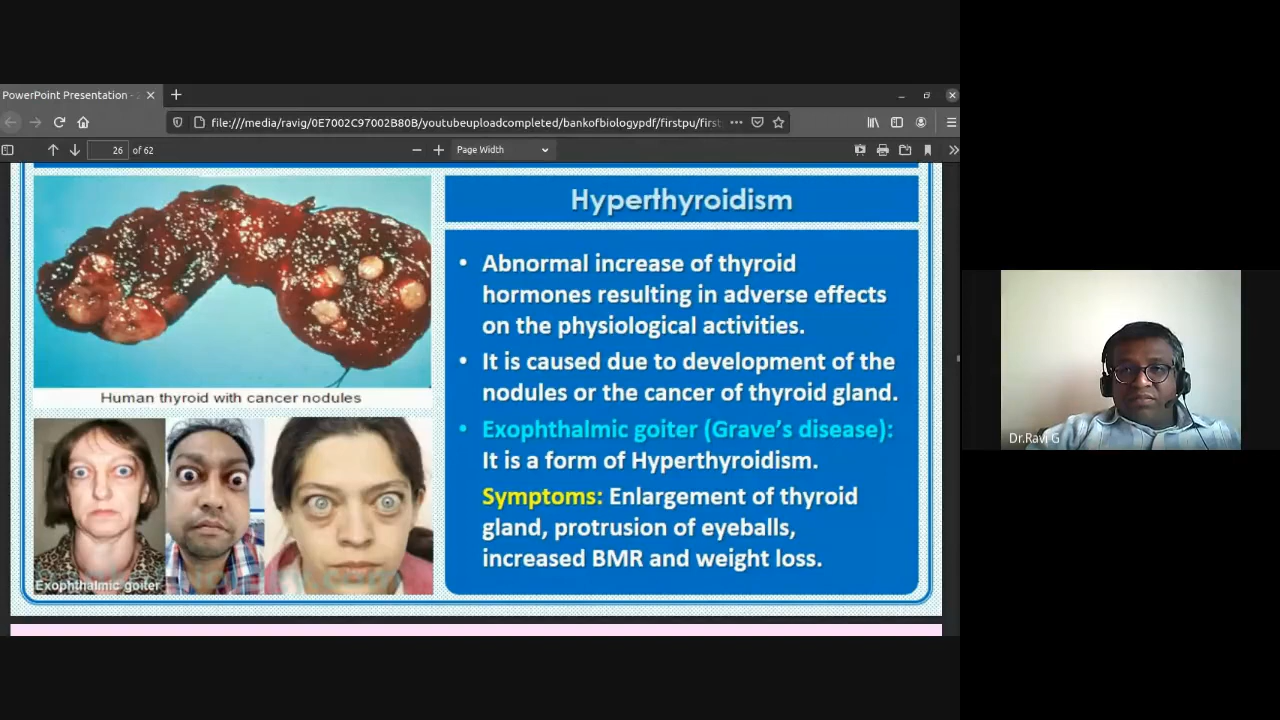 PowerPoint Presentation -
file:///media/ravig/0E7002C97002B80B/youtubeuploadcompleted/bankofbiologypdf/firstpu/first
26 of 62
Page Width
Human thyroid with cancer nodules
Exophthalmic goiter
Hyperthyroidism
• Abnormal increase of thyroid
hormones resulting in adverse effects
on the physiological activities.
• It is caused due to development of the
nodules or the cancer of thyroid gland.
• Exophthalmic goiter (Grave's disease):
It is a form of Hyperthyroidism.
Symptoms: Enlargement of thyroid
gland, protrusion of eyeballs,
increased BMR and weight loss.
Dr.Ravi G